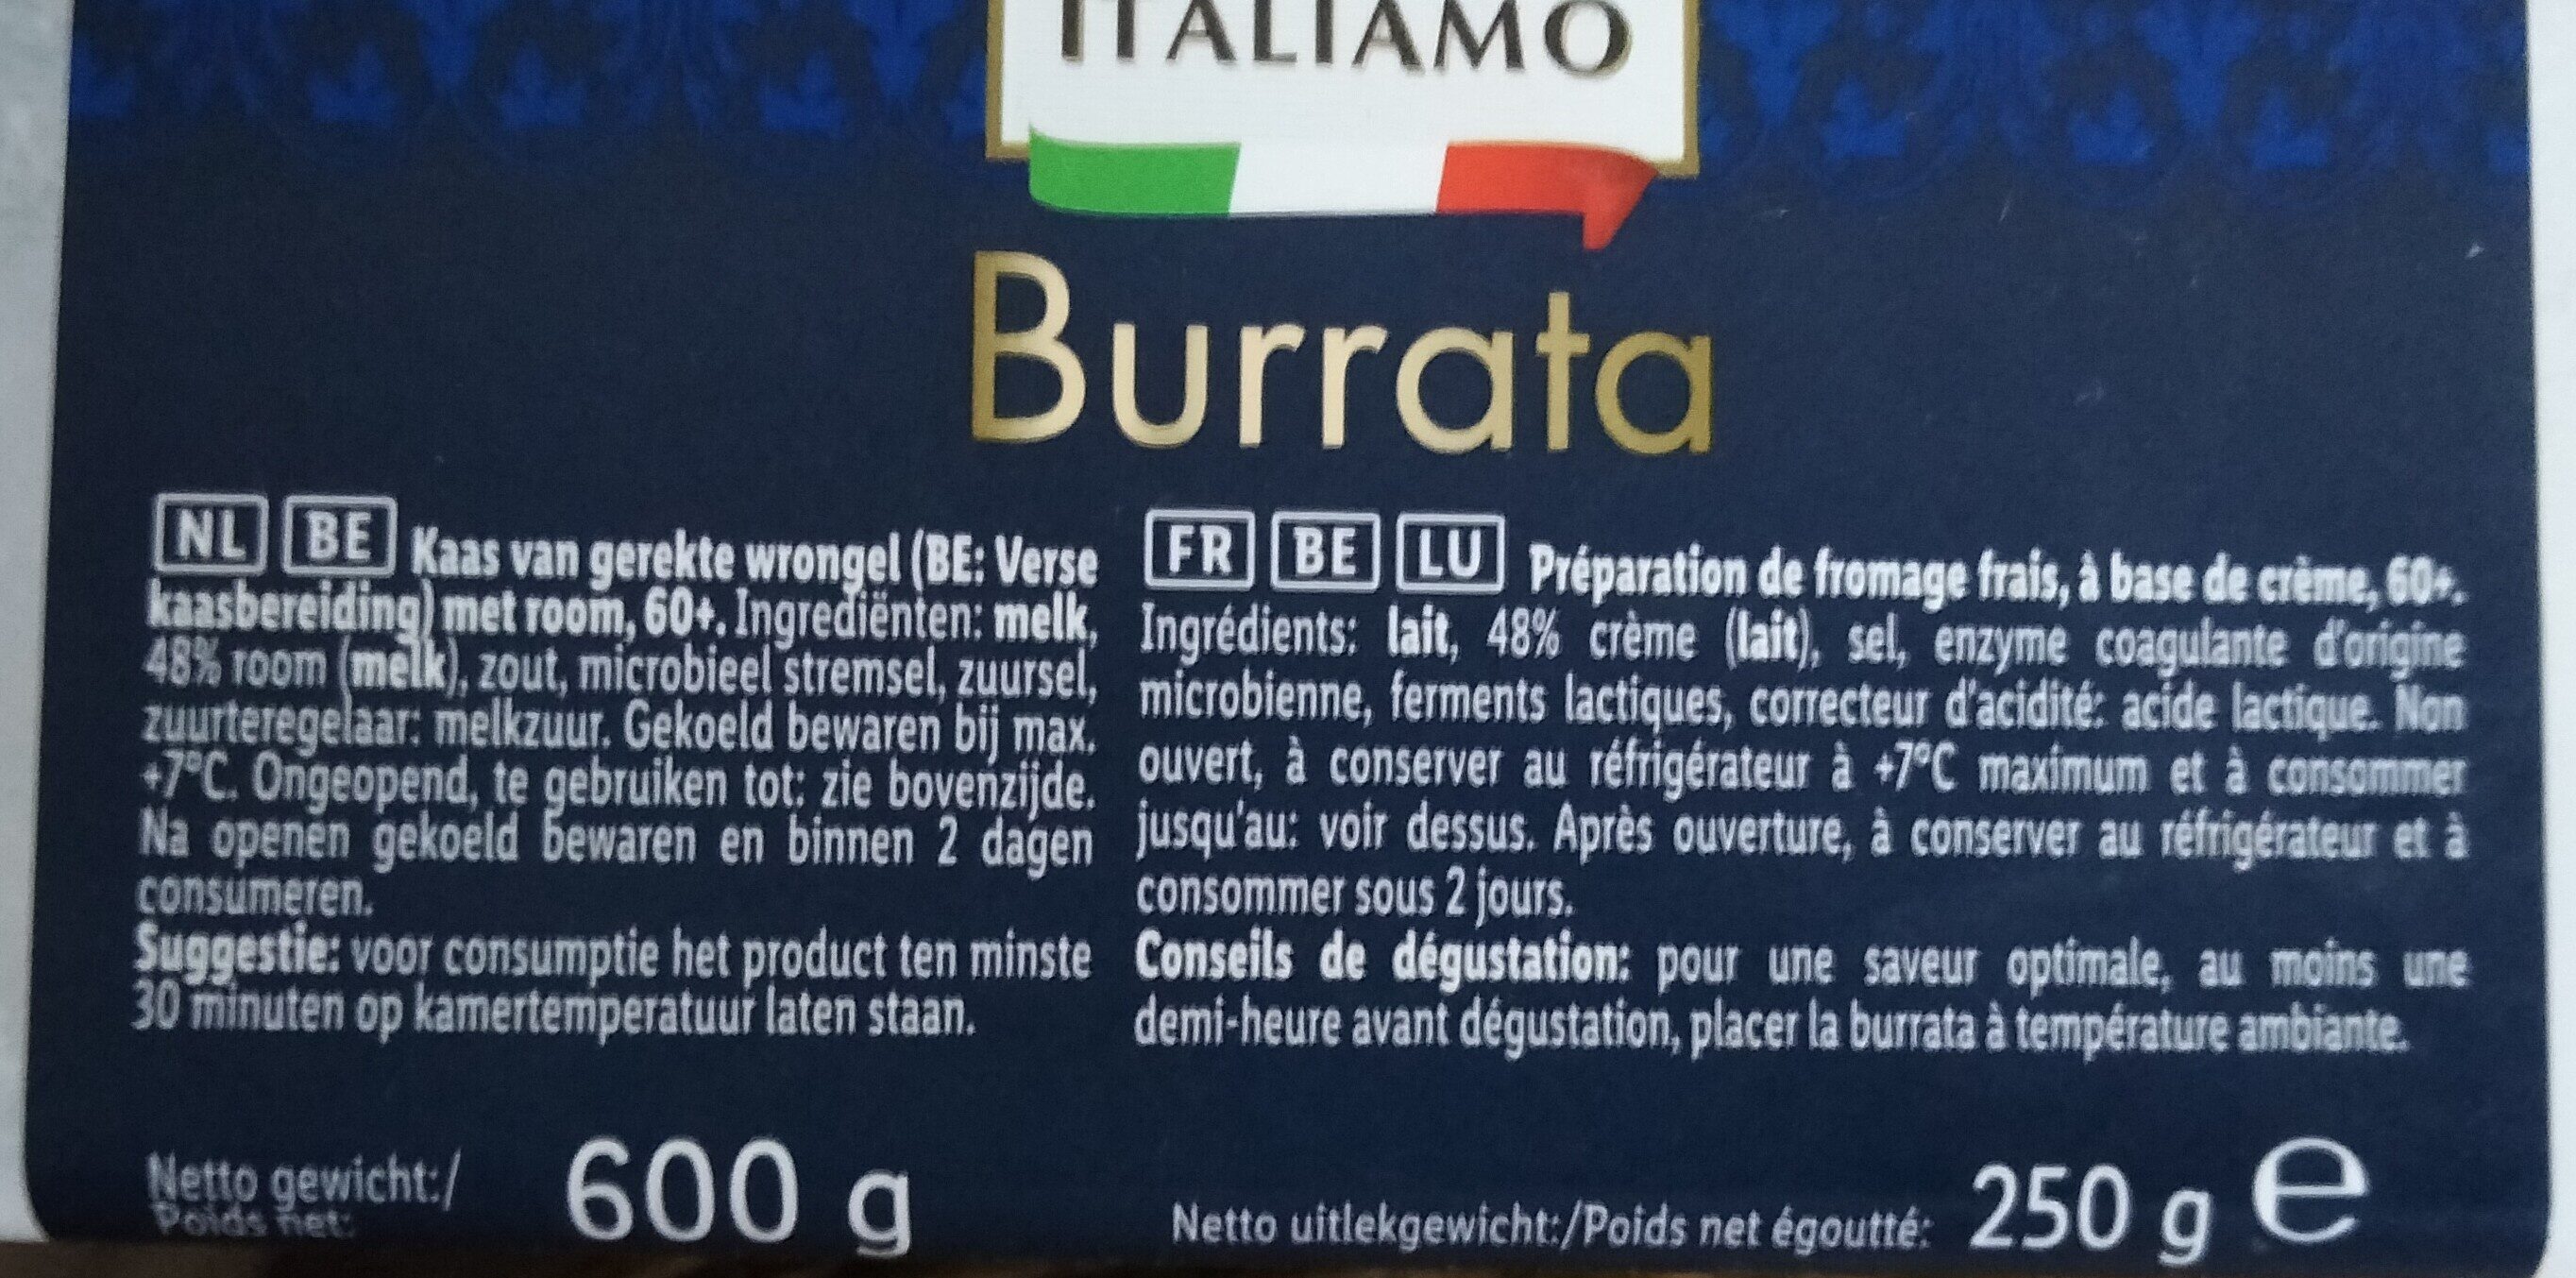 ITALIAMO
Burrata
NL BE Kaas van gerekte wrongel (BE: Verse
kaasbereiding) met room, 60+. Ingrediënten: melk,
48% room (melk), zout, microbieel stremsel, zuursel,
zuurteregelaar: melkzuur. Gekoeld bewaren bij max.
+7°C. Ongeopend, te gebruiken tot: zie bovenzijde.
Na openen gekoeld bewaren en binnen 2 dagen
consumeren.
Suggestie: voor consumptie het product ten minste
30 minuten op kamertemperatuur laten staan.
FR BE LU Préparation de fromage frais, à base de crème, 60+.
Ingrédients: lait, 48% crème (lait), sel, enzyme coagulante d'origine
microbienne, ferments lactiques, correcteur d'acidité: acide lactique. Non
ouvert, à conserver au réfrigérateur à +7°C maximum et à consommer
jusqu'au: voir dessus. Après ouverture, à conserver au réfrigérateur et à
consommer sous 2 jours.
Conseils de dégustation: pour une saveur optimale, au moins une
demi-heure avant dégustation, placer la burrata à température ambiante.
Netto gewicht:/
Poids net:
600 g
Netto uitlekgewicht:/Poids net égoutté: 250 g e